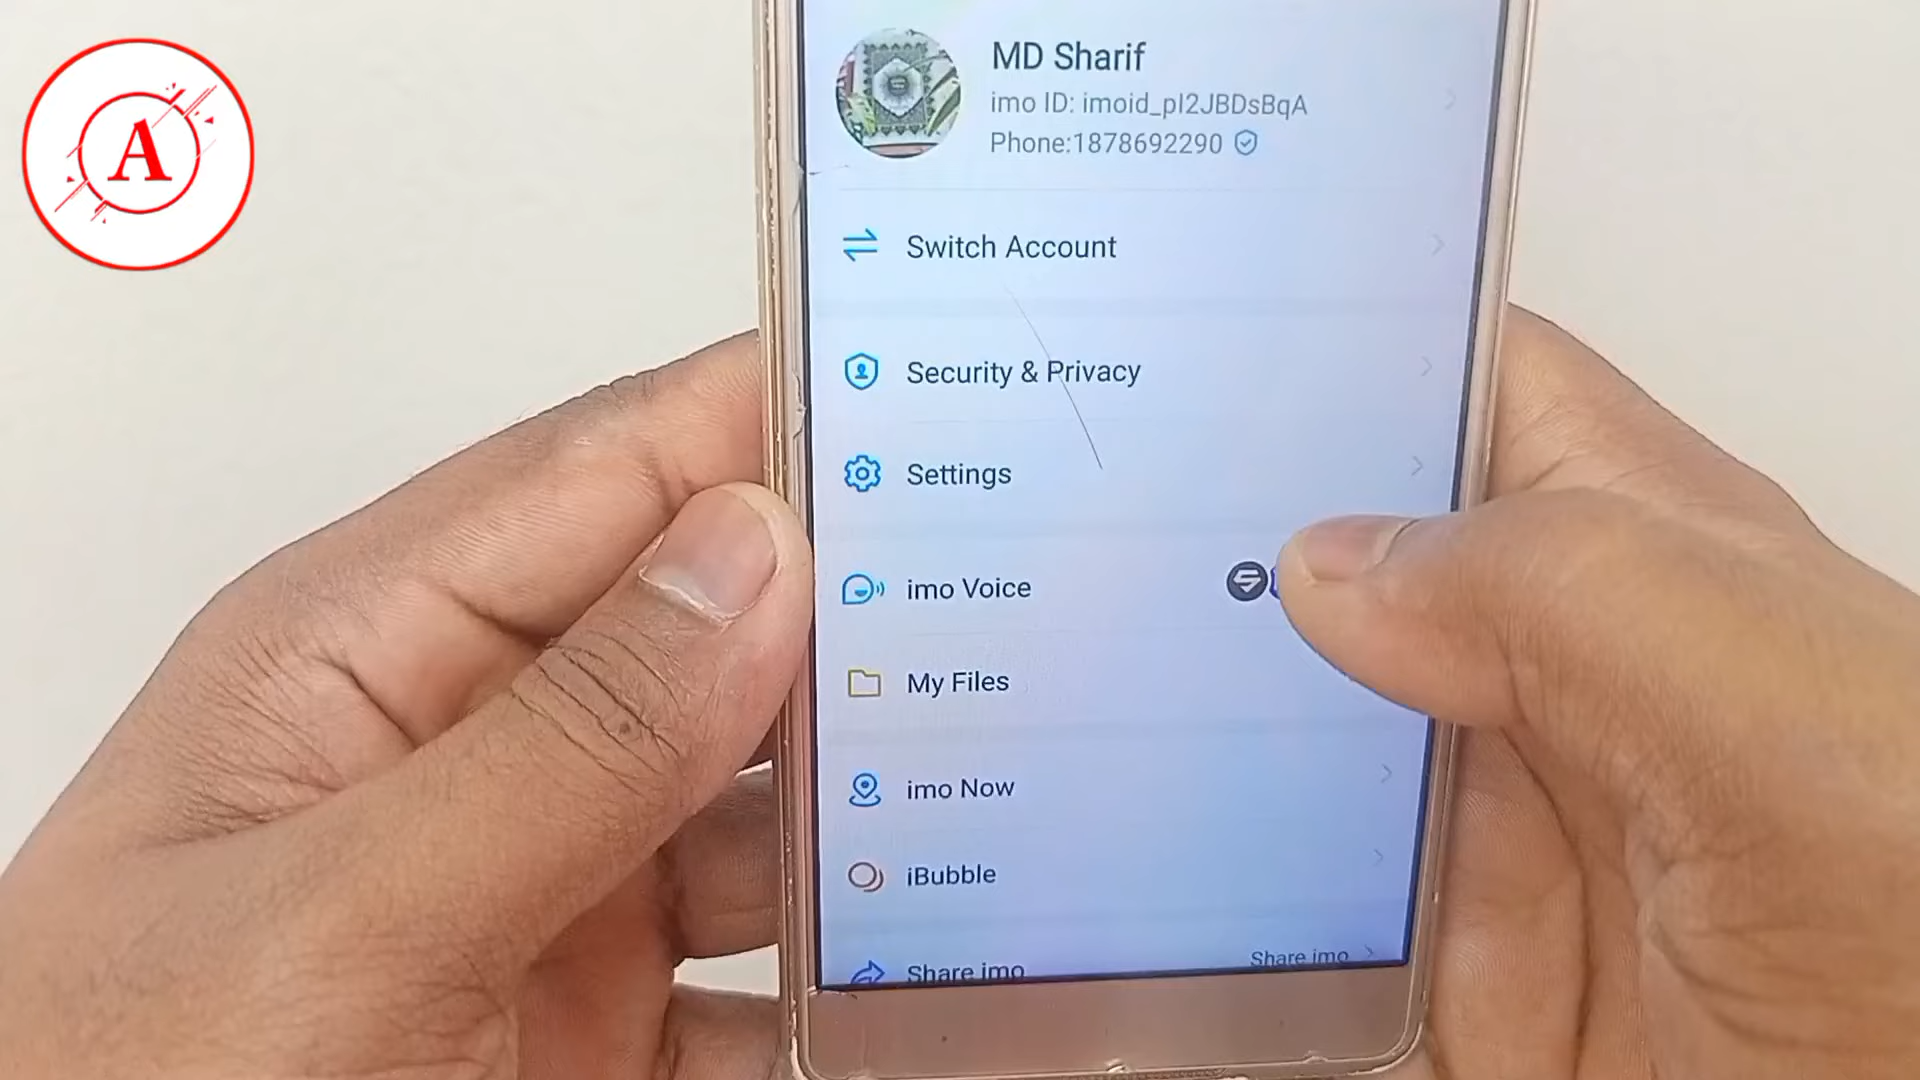 A
MD Sharif
imo ID: imoid_pI2JBDsBqA
Phone:1878692290
Switch Account
Security & Privacy
Settings
imo Voice
My Files
imo Now
iBubble
Share imo
Share imo